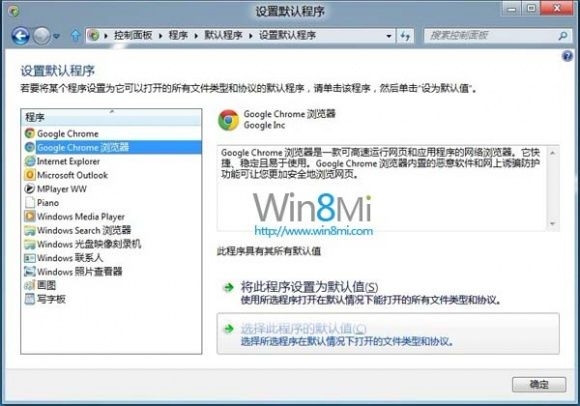 设置默认程序
控制面板 ▸ 程序 ▸ 默认程序 ▸ 设置默认程序
搜索控制面板
设置默认程序
若要将某个程序设置为它可以打开的所有文件类型和协议的默认程序，请单击该程序，然后单击“设为默认值”。
程序
Google Chrome
Google Chrome 浏览器
Internet Explorer
Microsoft Outlook
MPlayer WW
Piano
Windows Media Player
Windows Search 浏览器
Windows 光盘映像刻录机
Windows 联系人
Windows 照片查看器
画图
写字板
Google Chrome 浏览器
Google Inc
Google Chrome 浏览器是一款可高速运行网页和应用程序的网络浏览器。它快
捷、稳定且易于使用。Google Chrome 浏览器内置的恶意软件和网上诱骗防护
功能可让您更加安全地浏览网页。
Win8Mi
http://www.win8mi.com
此程序具有其所有默认值
将此程序设置为默认值(S)
使用所选程序打开在默认情况下能打开的所有文件类型和协议。
选择此程序的默认值(C)
选择所选程序在默认情况下打开的文件类型和协议。
确定